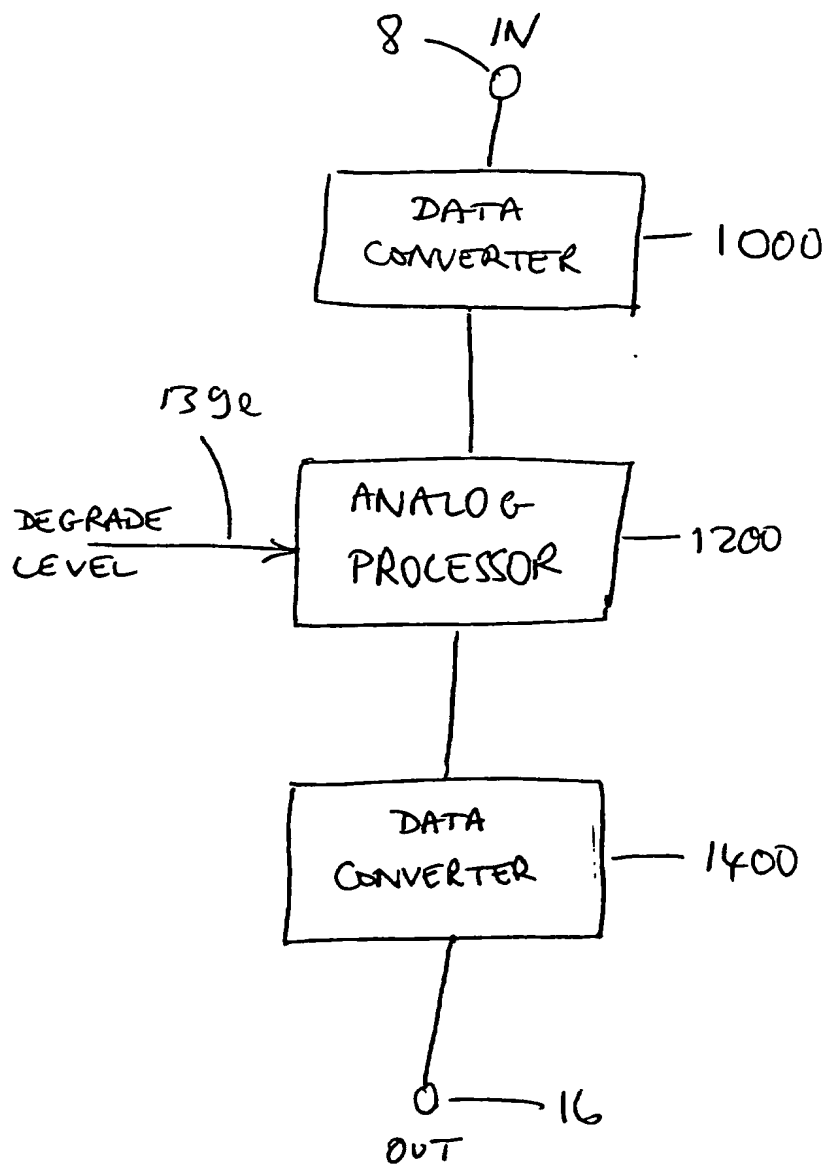 8 IN
DATA
CONVERTER
1000
139e
DEGRADE
LEVEL
ANALOG
PROCESSOR
1200
DATA
CONVERTER
1400
16
OUT